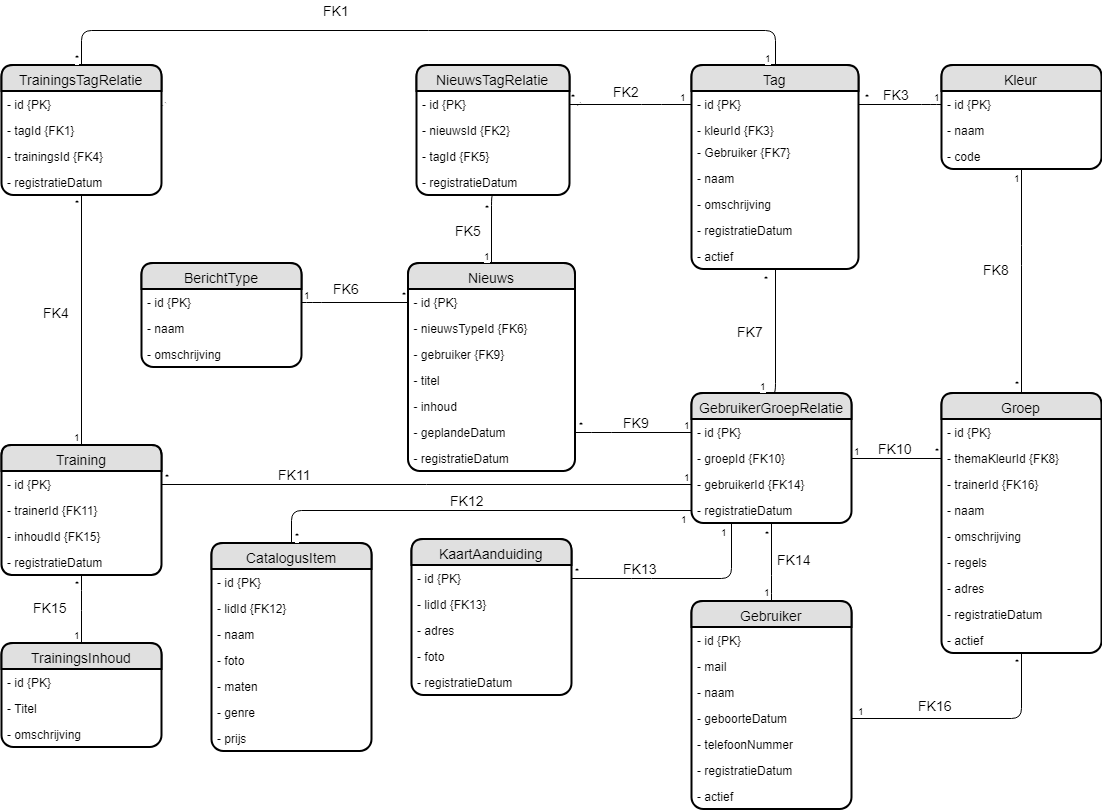 FK1
TrainingsTagRelatie
- id {PK}
- tagId {FK1}
- trainingsId {FK4}
- registratieDatum
*
*
NieuwsTagRelatie
- id {PK}
- nieuwsId {FK2}
- tagId {FK5}
- registratieDatum
*
FK2
1
*
FK5
1
1
Tag
- id {PK}
- kleurId {FK3}
- Gebruiker {FK7}
- naam
- omschrijving
- registratieDatum
- actief
*
FK3
1
Kleur
- id {PK}
- naam
- code
1
FK8
*
BerichtType
- id {PK}
- naam
- omschrijving
1
FK6
*
Nieuws
- id {PK}
- nieuwsTypeId {FK6}
- gebruiker {FK9}
- titel
- inhoud
- geplandeDatum
- registratieDatum
FK4
1
*
FK7
1
*
FK9
1
GebruikerGroepRelatie
- id {PK}
- groepId {FK10}
- gebruikerId {FK14}
- registratieDatum
1
FK10
*
Groep
- id {PK}
- themaKleurId {FK8}
- trainerId {FK16}
- naam
- omschrijving
- regels
- adres
- registratieDatum
- actief
Training
- id {PK}
- trainerId {FK11}
- inhoudId {FK15}
- registratieDatum
*
FK11
1
FK12
1
*
CatalogusItem
- id {PK}
- lidId {FK12}
- naam
- foto
- maten
- genre
- prijs
KaartAanduiding
- id {PK}
- lidId {FK13}
- adres
- foto
- registratieDatum
*
FK13
1
*
FK14
1
*
FK15
1
TrainingsInhoud
- id {PK}
- Titel
- omschrijving
Gebruiker
- id {PK}
- mail
- naam
- geboorteDatum
- telefoonNummer
- registratieDatum
- actief
1
FK16
*